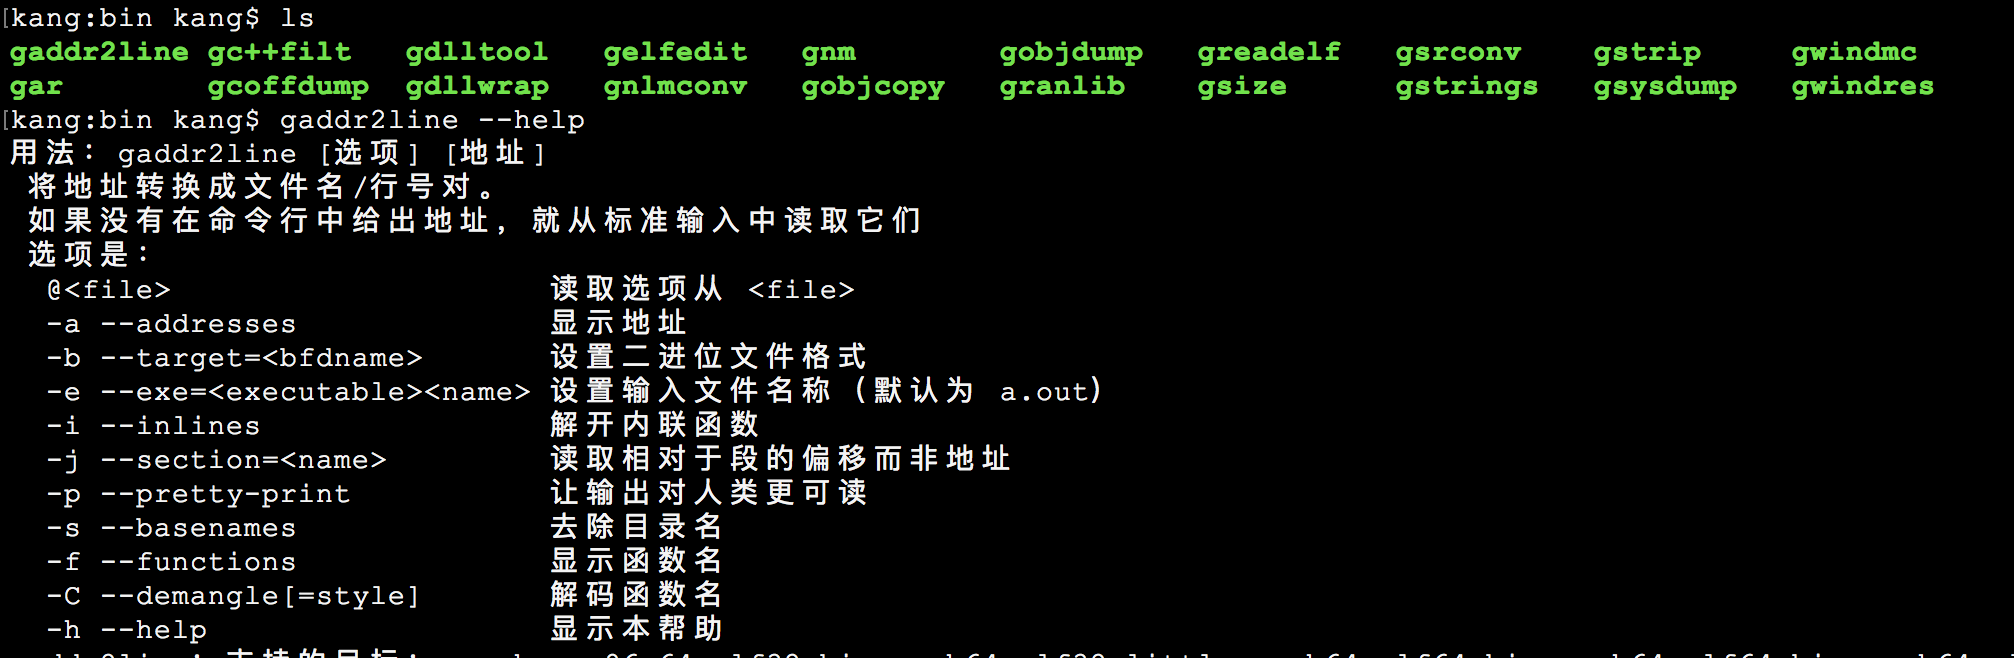 [kang:bin kang$ ls
gaddr2line gc++filt gdlltool gelfedit gnm gobjdump greadelf gsrconv gstrip gwindmc
gar gcoffdump gdllwrap gnlmconv gobjcopy granlib gsize gstrings gsysdump gwindres
[kang:bin kang$ gaddr2line --help
用法：gaddr2line [选项] [地址]
将地址转换成文件名/行号对。
如果没有在命令行中给出地址，就从标准输入中读取它们
选项是：
@<file> 读取选项从 <file>
-a --addresses 显示地址
-b --target=<bfdname> 设置二进位文件格式
-e --exe=<executable><name> 设置输入文件名称（默认为 a.out）
-i --inlines 解开内联函数
-j --section=<name> 读取相对于段的偏移而非地址
-p --pretty-print 让输出对人类更可读
-s --basenames 去除目录名
-f --functions 显示函数名
-C --demangle[=style] 解码函数名
-h --help 显示本帮助